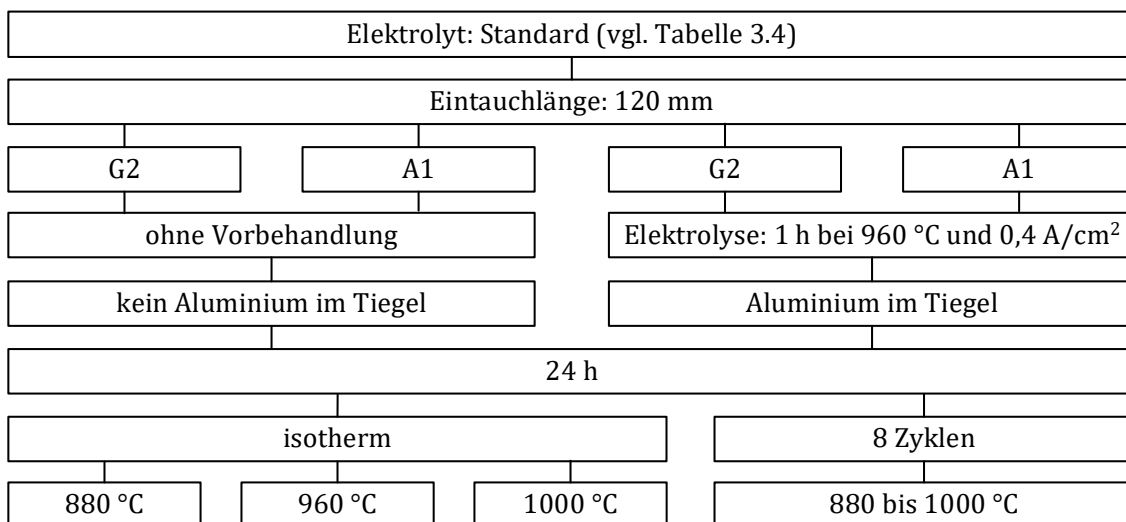 Elektrolyt: Standard (vgl. Tabelle 3.4)
Eintauchlänge: 120 mm
G2
A1
G2
A1
ohne Vorbehandlung
Elektrolyse: 1 h bei 960 °C und 0,4 A/cm²
kein Aluminium im Tiegel
Aluminium im Tiegel
24 h
isotherm
8 Zyklen
880 °C
960 °C
1000 °C
880 bis 1000 °C